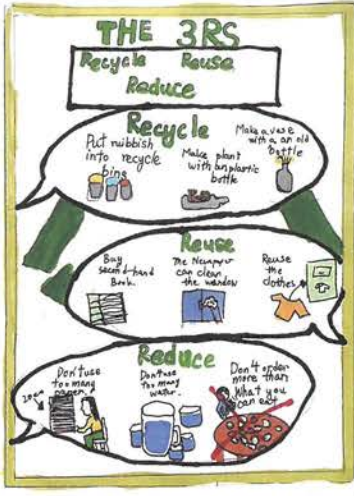 THE 3RS
Recycle Reuse
Reduce
Recycle
Put rubbish
into recycle
bins
Make plant
with an plastic
bottle
Make a vase
with a an old
bottle
Reuse
Buy
second-hand
Book.
The Newspaper
can clean
the window
Reuse
the
clothes
Reduce
Don't use
too many
paper.
Don't use
too many
water.
Don't order
more than
What you
can eat